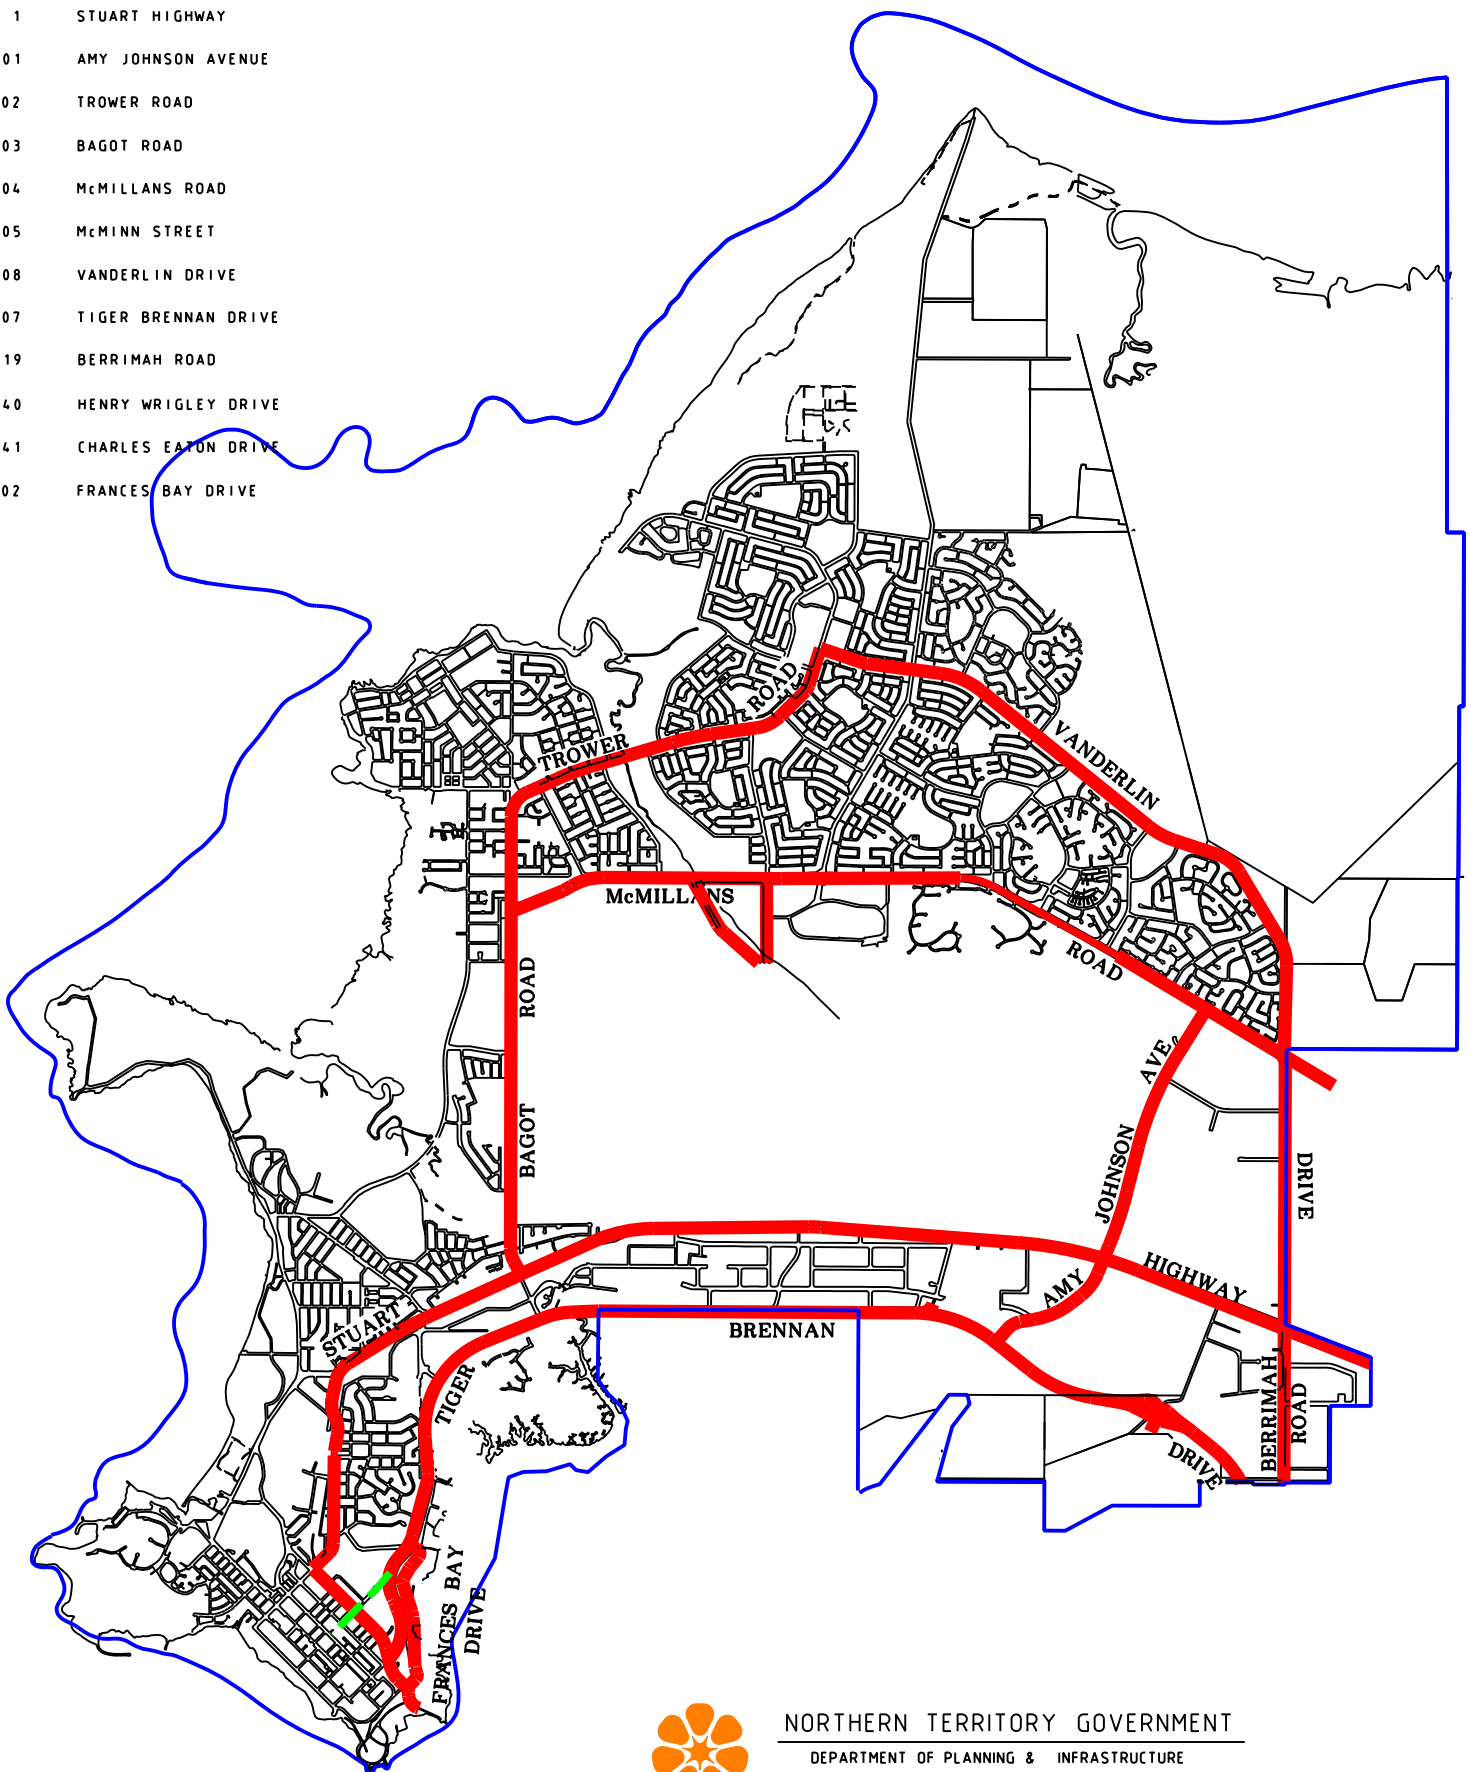 1 STUART HIGHWAY
01 AMY JOHNSON AVENUE
02 TROWER ROAD
03 BAGOT ROAD
04 McMILLANS ROAD
05 McMINN STREET
08 VANDERLIN DRIVE
07 TIGER BRENNAN DRIVE
19 BERRIMAH ROAD
40 HENRY WRIGLEY DRIVE
41 CHARLES EATON DRIVE
02 FRANCES BAY DRIVE
TROWER
ROAD
VANDERLIN
McMILLANS
ROAD
ROAD
BAGOT
AVE
JOHNSON
AMY
DRIVE
HIGHWAY
STUART
BRENNAN
TIGER
BERRIMAH
ROAD
DRIVE
FRANCES BAY
DRIVE
NORTHERN TERRITORY GOVERNMENT
DEPARTMENT OF PLANNING & INFRASTRUCTURE